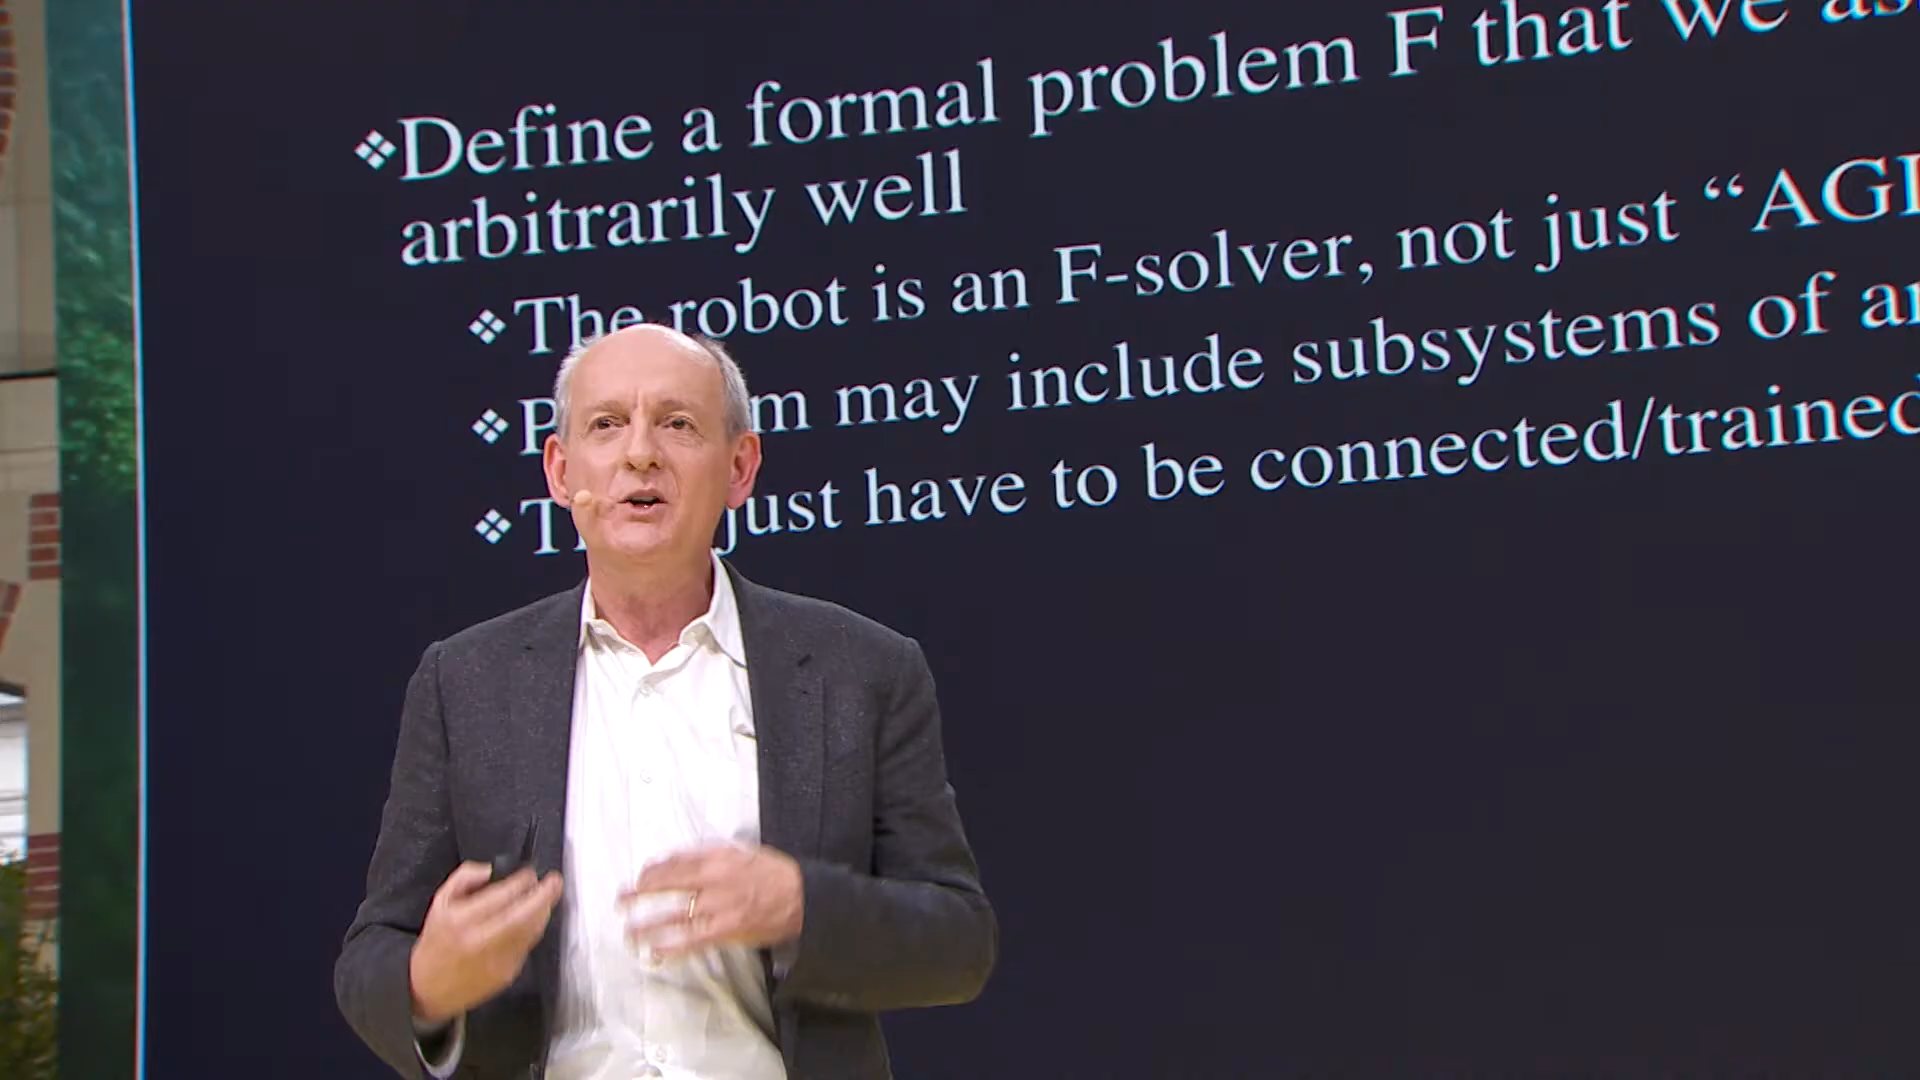 ❖Define a formal problem F that we
arbitrarily well
❖The robot is an F-solver, not just “AGI
❖ may include subsystems of
❖ just have to be connected/trained